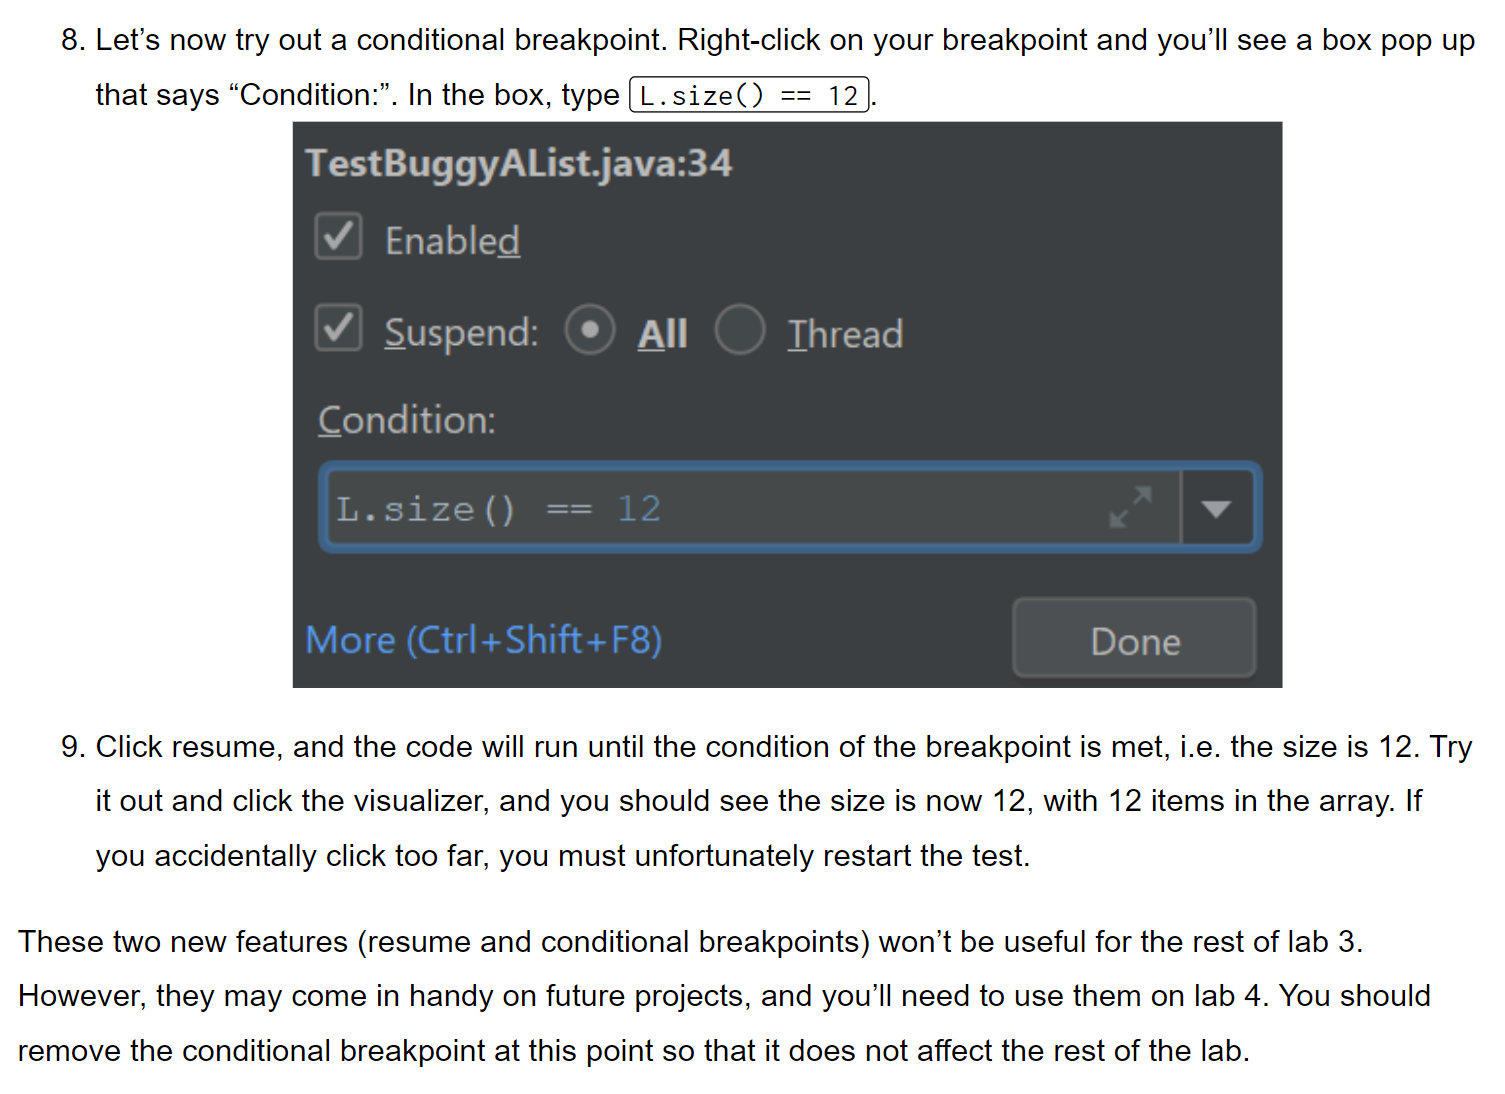 8. Let’s now try out a conditional breakpoint. Right-click on your breakpoint and you’ll see a box pop up
that says “Condition:”. In the box, type L.size() == 12.
TestBuggyAList.java:34
Enabled
Suspend: All Thread
Condition:
L.size() == 12
More (Ctrl+Shift+F8) Done
9. Click resume, and the code will run until the condition of the breakpoint is met, i.e. the size is 12. Try
it out and click the visualizer, and you should see the size is now 12, with 12 items in the array. If
you accidentally click too far, you must unfortunately restart the test.
These two new features (resume and conditional breakpoints) won’t be useful for the rest of lab 3.
However, they may come in handy on future projects, and you’ll need to use them on lab 4. You should
remove the conditional breakpoint at this point so that it does not affect the rest of the lab.